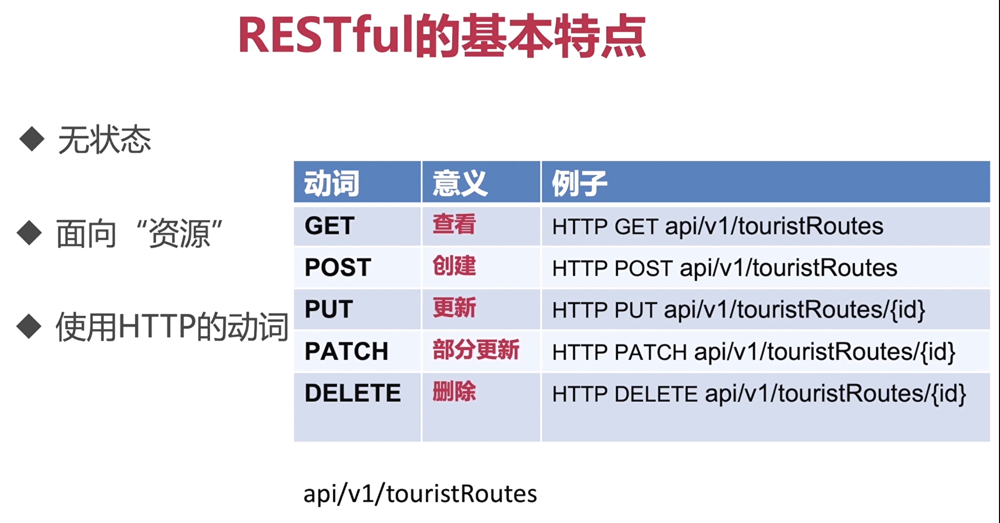 RESTful的基本特点
◆ 无状态
◆ 面向“资源”
◆ 使用HTTP的动词
动词 意义 例子
GET 查看 HTTP GET api/v1/touristRoutes
POST 创建 HTTP POST api/v1/touristRoutes
PUT 更新 HTTP PUT api/v1/touristRoutes/{id}
PATCH 部分更新 HTTP PATCH api/v1/touristRoutes/{id}
DELETE 删除 HTTP DELETE api/v1/touristRoutes/{id}
api/v1/touristRoutes